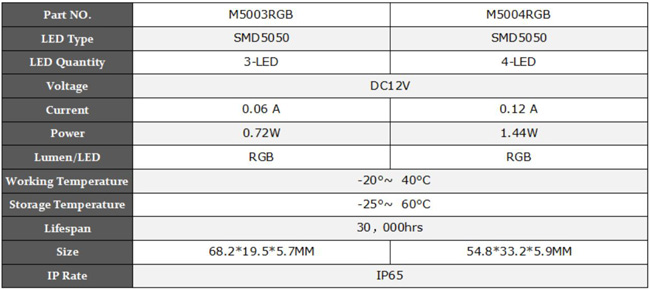 Part NO. M5003RGB M5004RGB
LED Type SMD5050 SMD5050
LED Quantity 3-LED 4-LED
Voltage DC12V
Current 0.06 A 0.12 A
Power 0.72W 1.44W
Lumen/LED RGB RGB
Working Temperature -20°~ 40°C
Storage Temperature -25°~ 60°C
Lifespan 30，000hrs
Size 68.2*19.5*5.7MM 54.8*33.2*5.9MM
IP Rate IP65